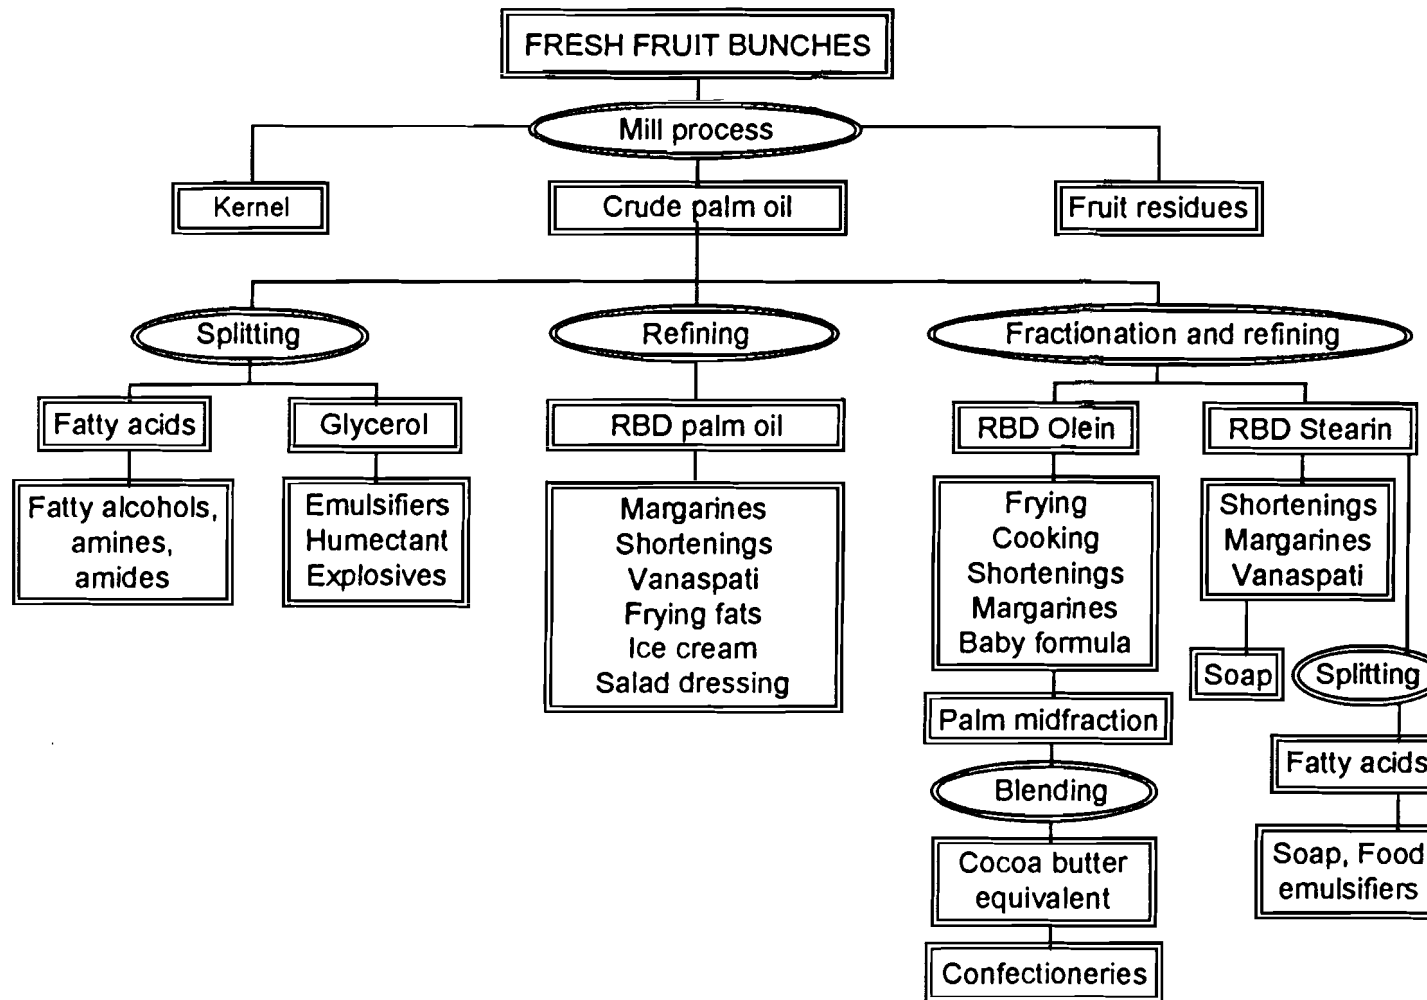 FRESH FRUIT BUNCHES
Mill process
Kernel
Crude palm oil
Fruit residues
Splitting
Refining
Fractionation and refining
Fatty acids
Glycerol
RBD palm oil
RBD Olein
RBD Stearin
Fatty alcohols,
amines,
amides
Emulsifiers
Humectant
Explosives
Margarines
Shortenings
Vanaspati
Frying fats
Ice cream
Salad dressing
Frying
Cooking
Shortenings
Margarines
Baby formula
Shortenings
Margarines
Vanaspati
Soap
Splitting
Palm midfraction
Fatty acids
Blending
Cocoa butter
equivalent
Soap, Food
emulsifiers
Confectioneries